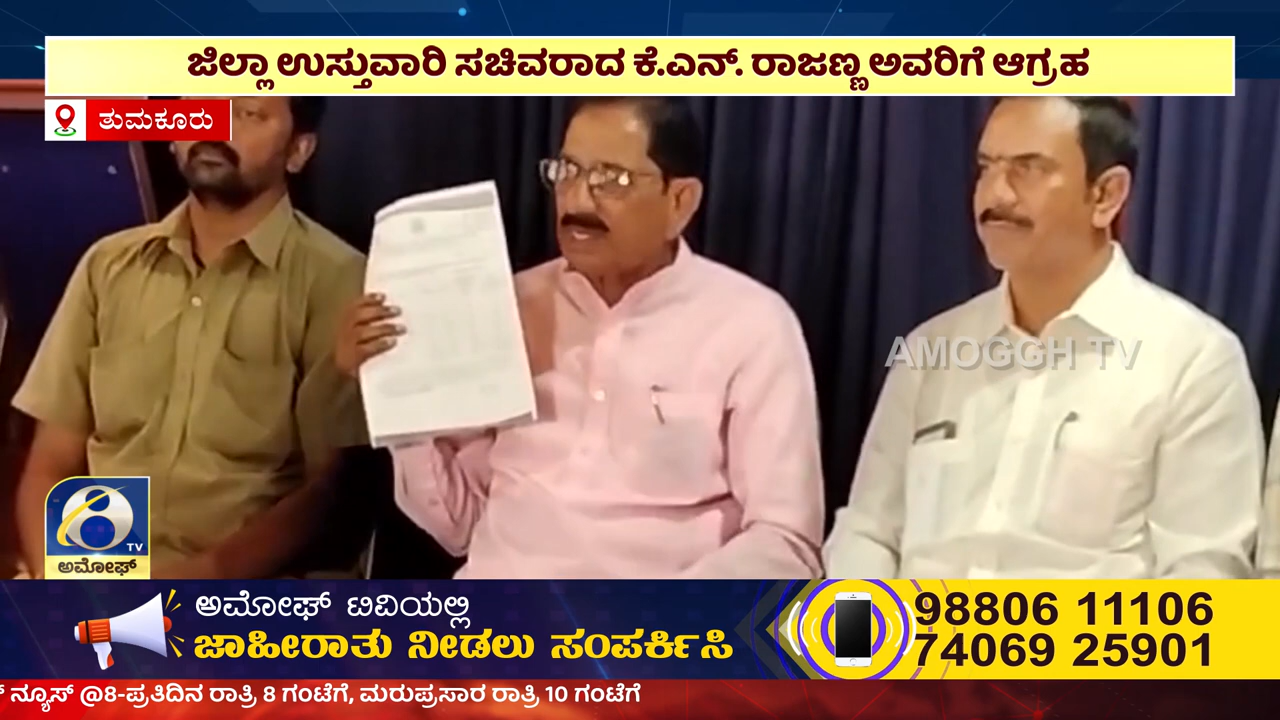 ಜಿಲ್ಲಾ ಉಸ್ತುವಾರಿ ಸಚಿವರಾದ ಕೆ.ಎನ್. ರಾಜಣ್ಣ ಅವರಿಗೆ ಆಗ್ರಹ
ತುಮಕೂರು
AMOGGH TV
8 TV
ಅಮೋಘ್
ಅಮೋಘ್ ಟಿವಿಯಲ್ಲಿ
ಜಾಹೀರಾತು ನೀಡಲು ಸಂಪರ್ಕಿಸಿ
98806 11106
74069 25901
ನ್ಯೂಸ್ @8-ಪ್ರತಿದಿನ ರಾತ್ರಿ 8 ಗಂಟೆಗೆ, ಮರುಪ್ರಸಾರ ರಾತ್ರಿ 10 ಗಂಟೆಗೆ